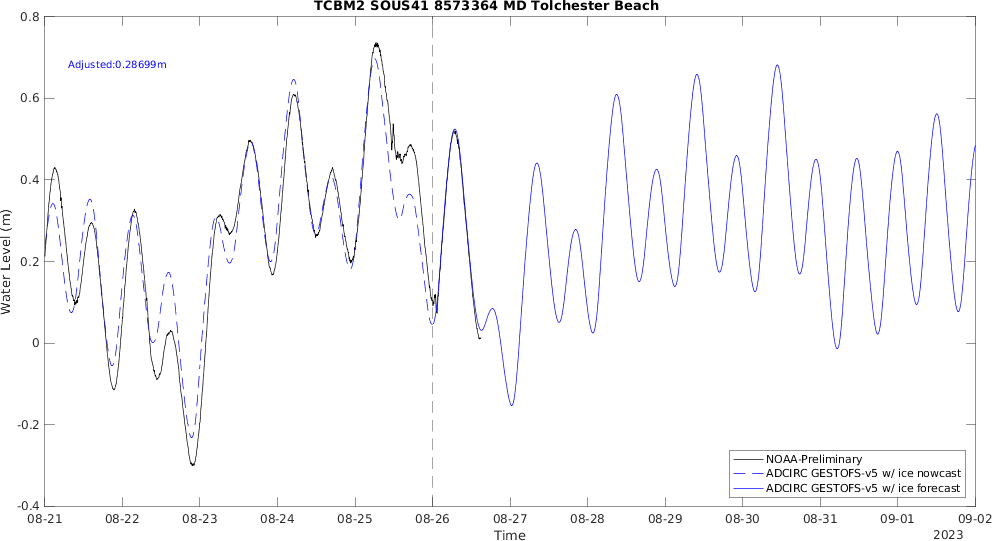 TCBM2 SOUS41 8573364 MD Tolchester Beach
Adjusted:0.28699m
Water Level (m)
0.8
0.6
0.4
0.2
0
-0.2
-0.4
NOAA-Preliminary
ADCIRC GESTOFS-v5 w/ ice nowcast
ADCIRC GESTOFS-v5 w/ ice forecast
08-21 08-22 08-23 08-24 08-25 08-26 08-27 08-28 08-29 08-30 08-31 09-01 09-02
Time
2023